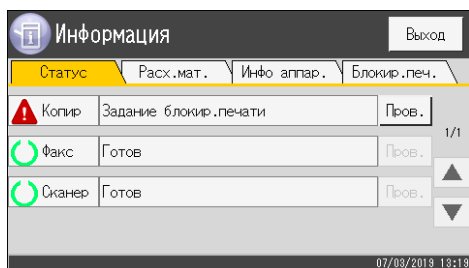 Информация Выход
Статус Расх.мат. Инфо аппар. Блокир.печ.
Копир Задание блокир.печати Пров.
1/1
Факс Готов Пров.
Сканер Готов Пров.
07/03/2019 13:19